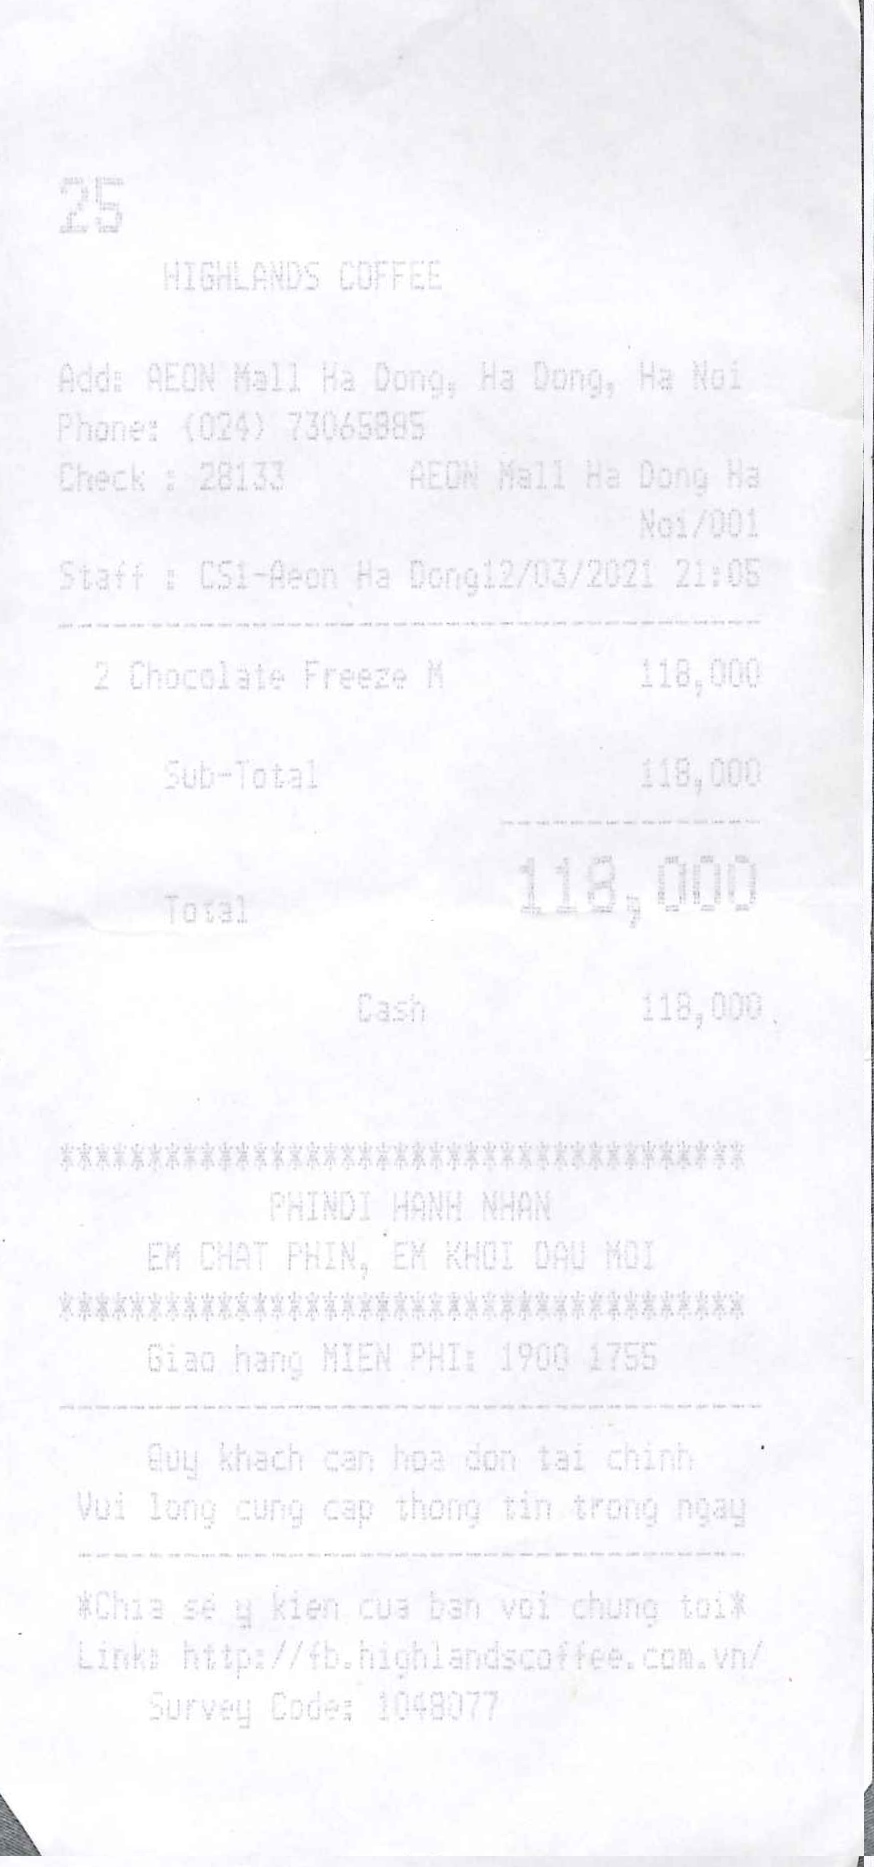 25
HIGHLANDS COFFEE
Add: AEON Mall Ha Dong, Ha Dong, Ha Noi
Phone: (024) 73065885
Check : 28133 AEON Mall Ha Dong Ha
Noi/001
Staff : CS1-Aeon Ha Dong12/03/2021 21:05
----------------------------------------
2 Chocolate Freeze M 118,000
Sub-Total 118,000
---------------
Total 118,000
Cash 118,000
***************************************
PHINDI HANH NHAN
EM CHAT PHIN, EM KHOI DAU MOI
***************************************
Giao hang MIEN PHI: 1900 1755
----------------------------------------
Quy khach can hoa don tai chinh
Vui long cung cap thong tin trong ngay
--------------------------------------
*Chia se y kien cua ban voi chung toi*
Link: http://fb.highlandscoffee.com.vn/
Survey Code: 1048077